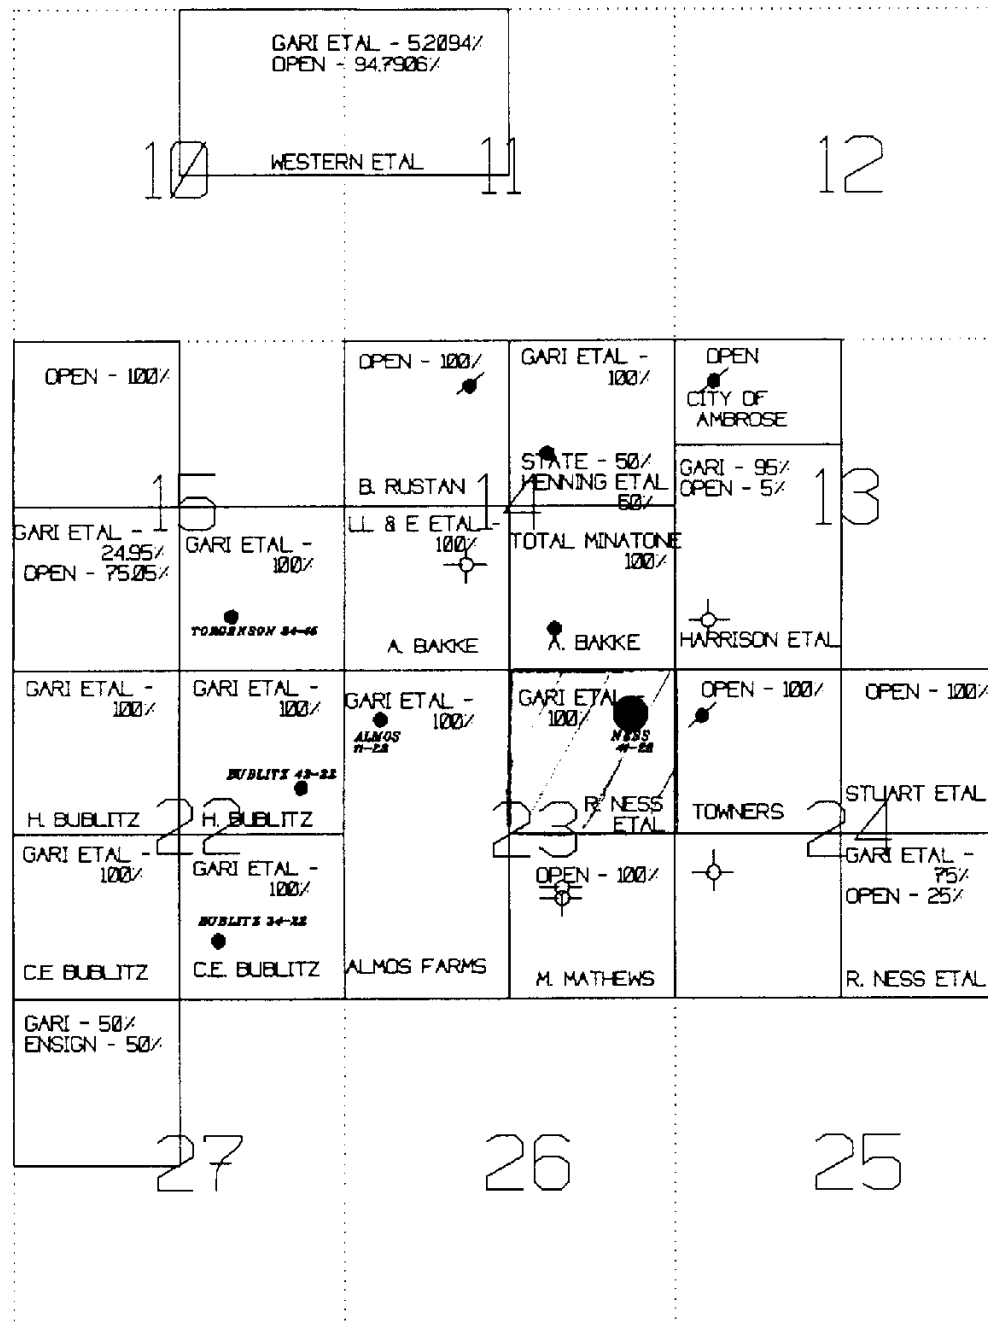 GARI ETAL - 5.2094%
OPEN - 94.7906%
WESTERN ETAL
10
11
12
OPEN - 100%
15
OPEN - 100%
B. RUSTAN
GARI ETAL -
100%
STATE - 50%
HENNING ETAL
50%
14
OPEN
CITY OF
AMBROSE
GARI - 95%
OPEN - 5%
13
GARI ETAL -
24.95%
OPEN - 75.05%
GARI ETAL -
100%
TORGENSON 34-15
LL & E ETAL -
100%
A. BAKKE
TOTAL MINATONE
100%
A. BAKKE
HARRISON ETAL
GARI ETAL -
100%
H. BUBLITZ
GARI ETAL -
100%
BUBLITZ 42-22
H. BUBLITZ
22
GARI ETAL -
100%
ALMOS
11-23
ALMOS FARMS
GARI ETAL
100%
NESS
41-23
R. NESS
ETAL
23
OPEN - 100%
TOWNERS
OPEN - 100%
STUART ETAL
24
GARI ETAL -
100%
C.E. BUBLITZ
GARI ETAL -
100%
BUBLITZ 34-22
C.E. BUBLITZ
OPEN - 100%
M. MATHEWS
GARI ETAL -
75%
OPEN - 25%
R. NESS ETAL
GARI - 50%
ENSIGN - 50%
27
26
25